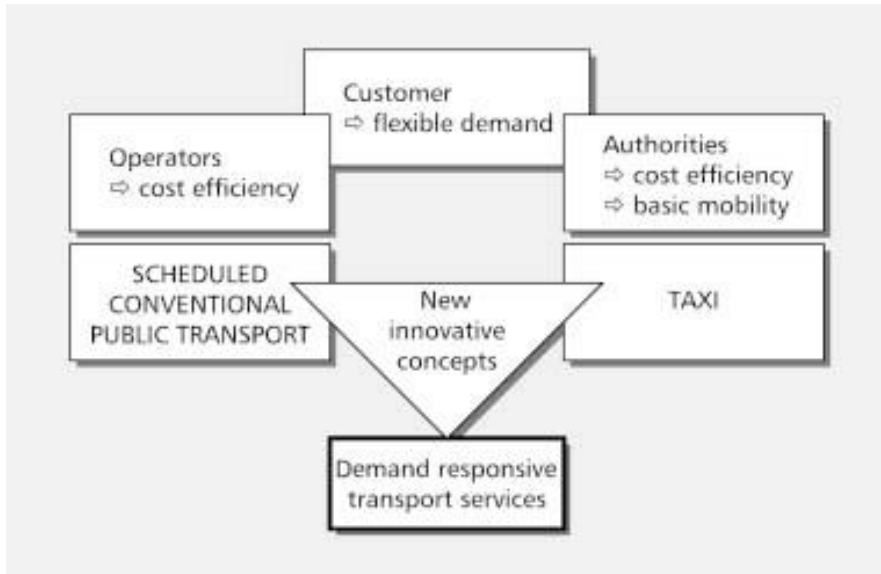 Customer
⇨ flexible demand
Operators
⇨ cost efficiency
Authorities
⇨ cost efficiency
⇨ basic mobility
SCHEDULED
CONVENTIONAL
PUBLIC TRANSPORT
New
innovative
concepts
TAXI
Demand responsive
transport services